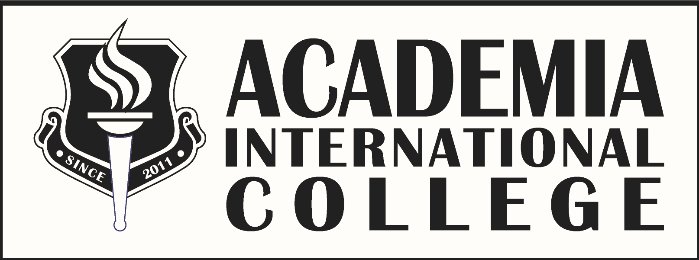 ACADEMIA
INTERNATIONAL
COLLEGE
SINCE 2011